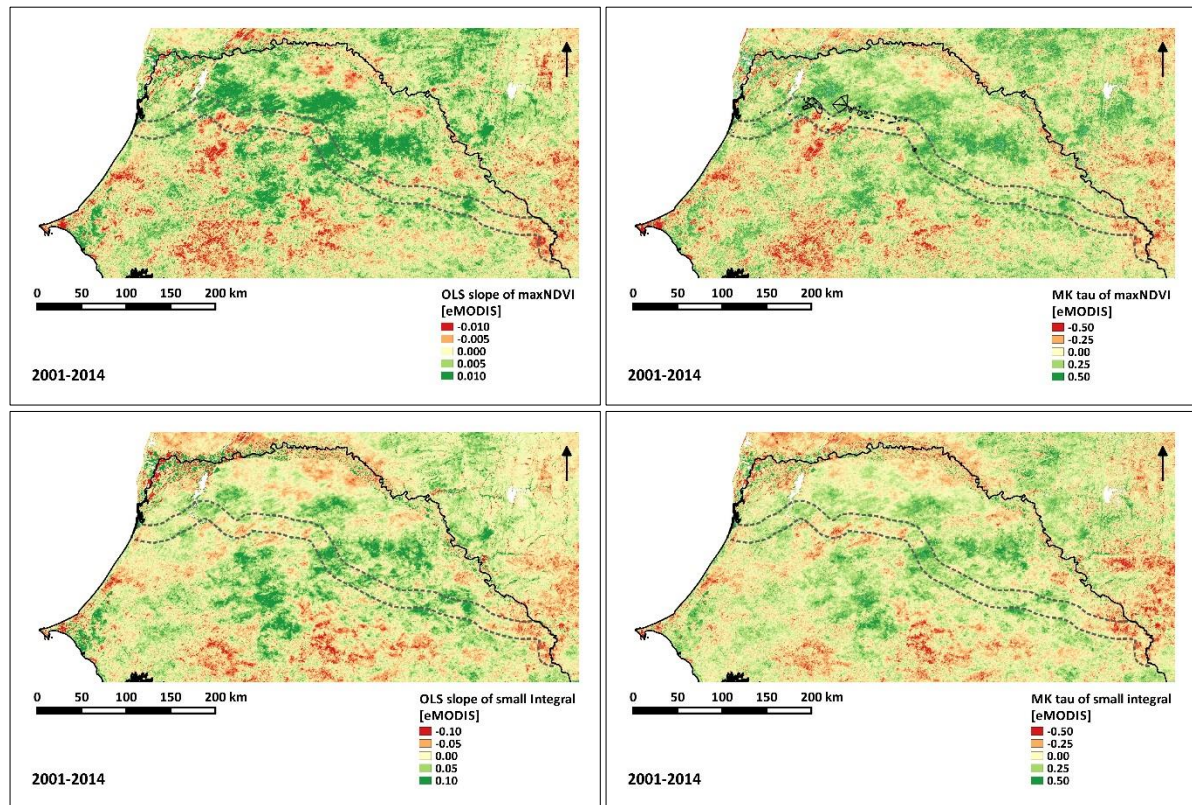 0 50 100 150 200 km
OLS slope of maxNDVI
[eMODIS]
-0.010
-0.005
0.000
0.005
0.010
2001-2014
0 50 100 150 200 km
MK tau of maxNDVI
[eMODIS]
-0.50
-0.25
0.00
0.25
0.50
2001-2014
0 50 100 150 200 km
OLS slope of small Integral
[eMODIS]
-0.10
-0.05
0.00
0.05
0.10
2001-2014
0 50 100 150 200 km
MK tau of small integral
[eMODIS]
-0.50
-0.25
0.00
0.25
0.50
2001-2014